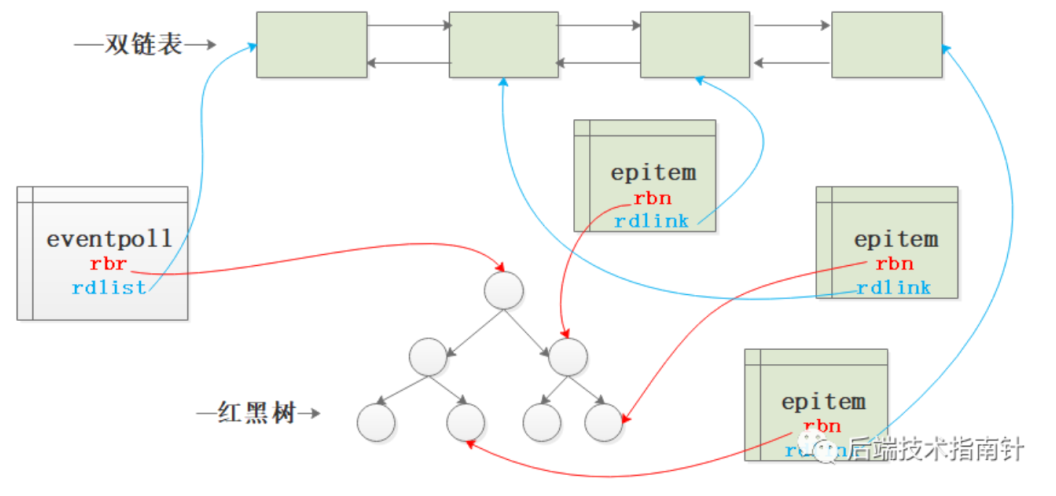 双链表
epitem
rbn
rdlink
eventpoll
rbr
rdlist
epitem
rbn
rdlink
红黑树
epitem
rbn
后端技术指南针